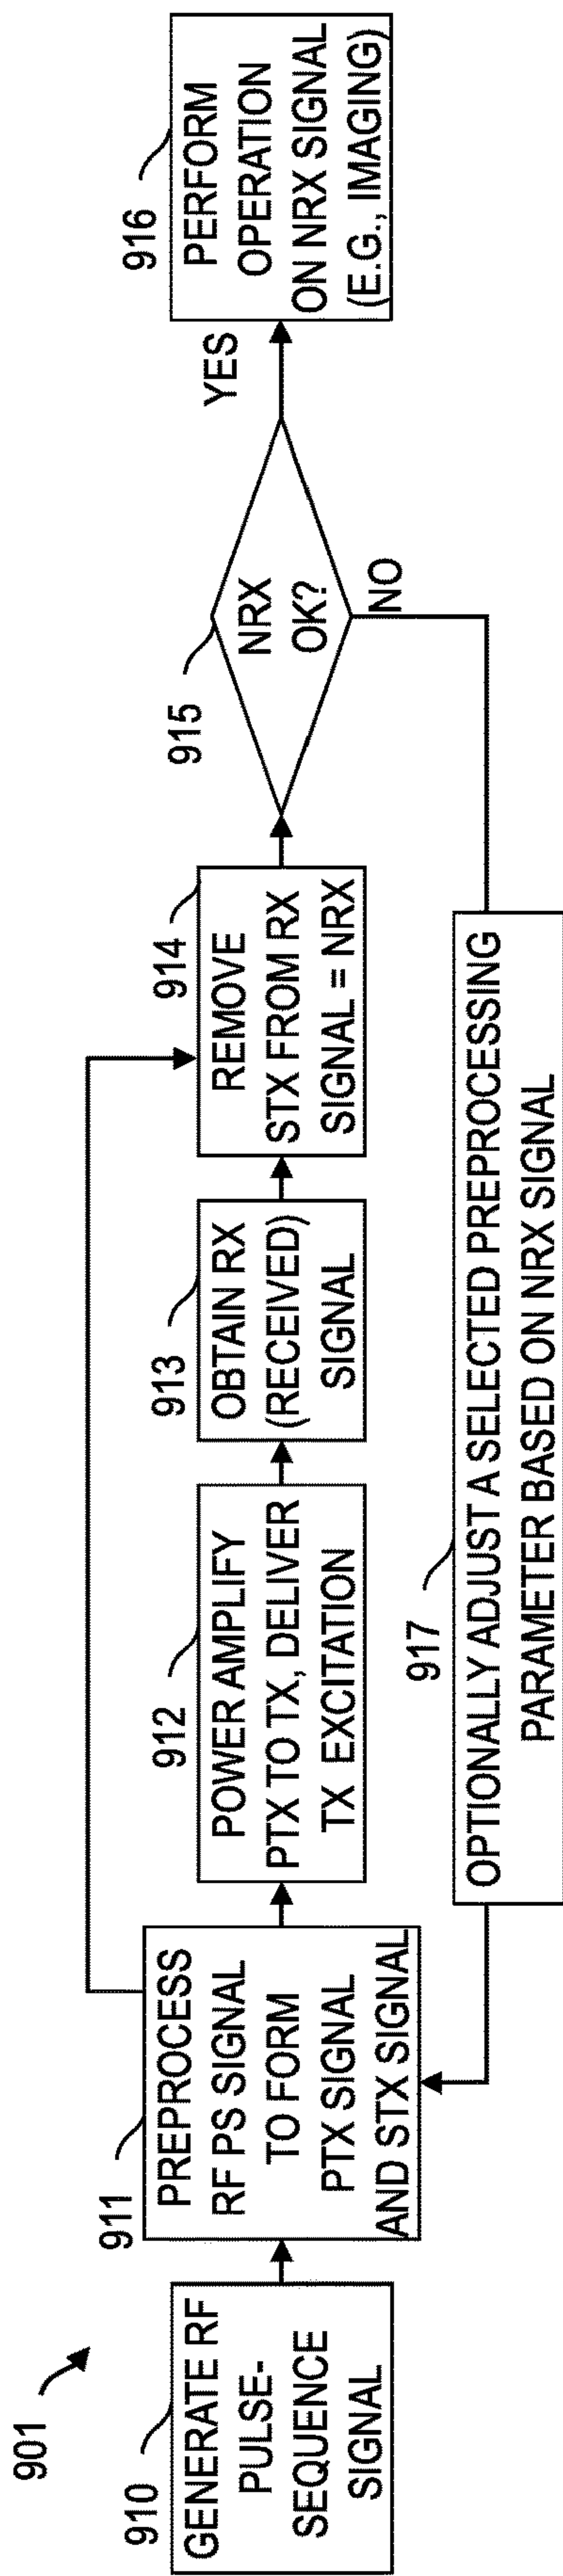 901
910
GENERATE RF
PULSE-
SEQUENCE
SIGNAL
911
PREPROCESS
RF PS SIGNAL
TO FORM
PTX SIGNAL
AND STX SIGNAL
912
POWER AMPLIFY
PTX TO TX, DELIVER
TX EXCITATION
913
OBTAIN RX
(RECEIVED)
SIGNAL
914
REMOVE
STX FROM RX
SIGNAL = NRX
915
NRX
OK?
YES
NO
916
PERFORM
OPERATION
ON NRX SIGNAL
(E.G., IMAGING)
917
OPTIONALLY ADJUST A SELECTED PREPROCESSING
PARAMETER BASED ON NRX SIGNAL